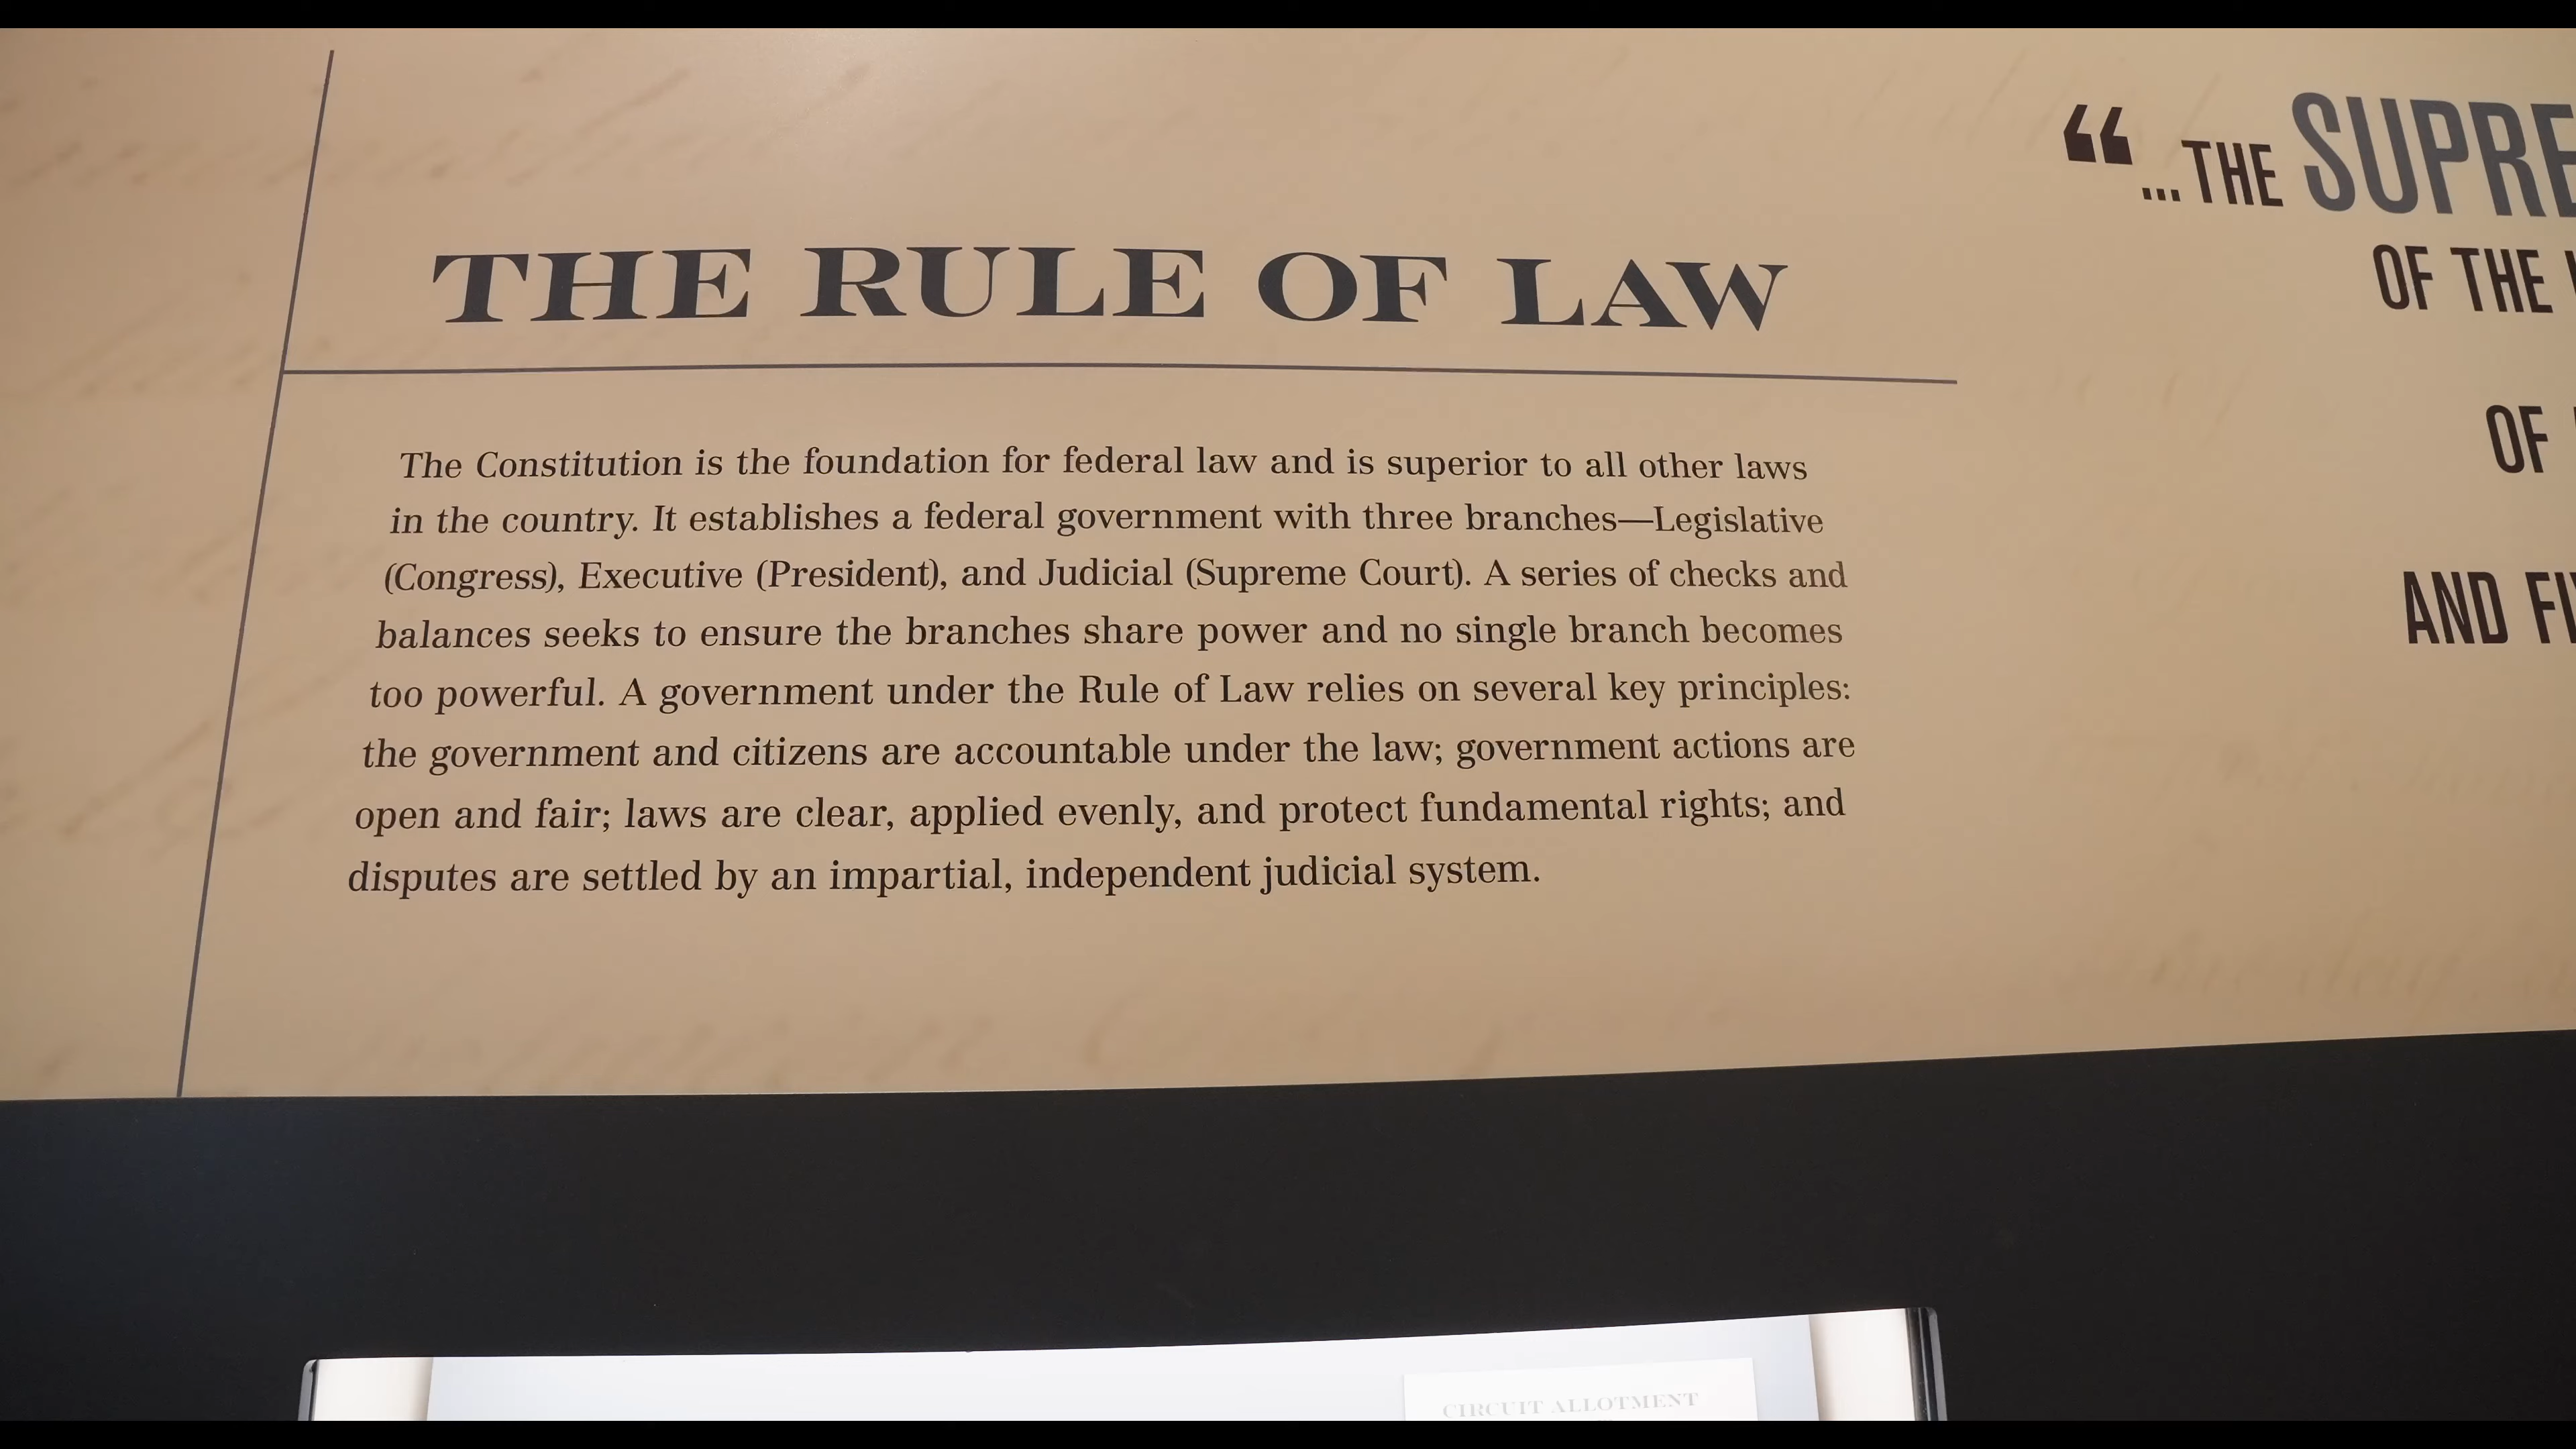 THE RULE OF LAW
The Constitution is the foundation for federal law and is superior to all other laws
in the country. It establishes a federal government with three branches—Legislative
(Congress), Executive (President), and Judicial (Supreme Court). A series of checks and
balances seeks to ensure the branches share power and no single branch becomes
too powerful. A government under the Rule of Law relies on several key principles:
the government and citizens are accountable under the law; government actions are
open and fair; laws are clear, applied evenly, and protect fundamental rights; and
disputes are settled by an impartial, independent judicial system.
“...THE SUPRE
OF THE
OF
AND FI
CIRCUIT ALLOTMENT